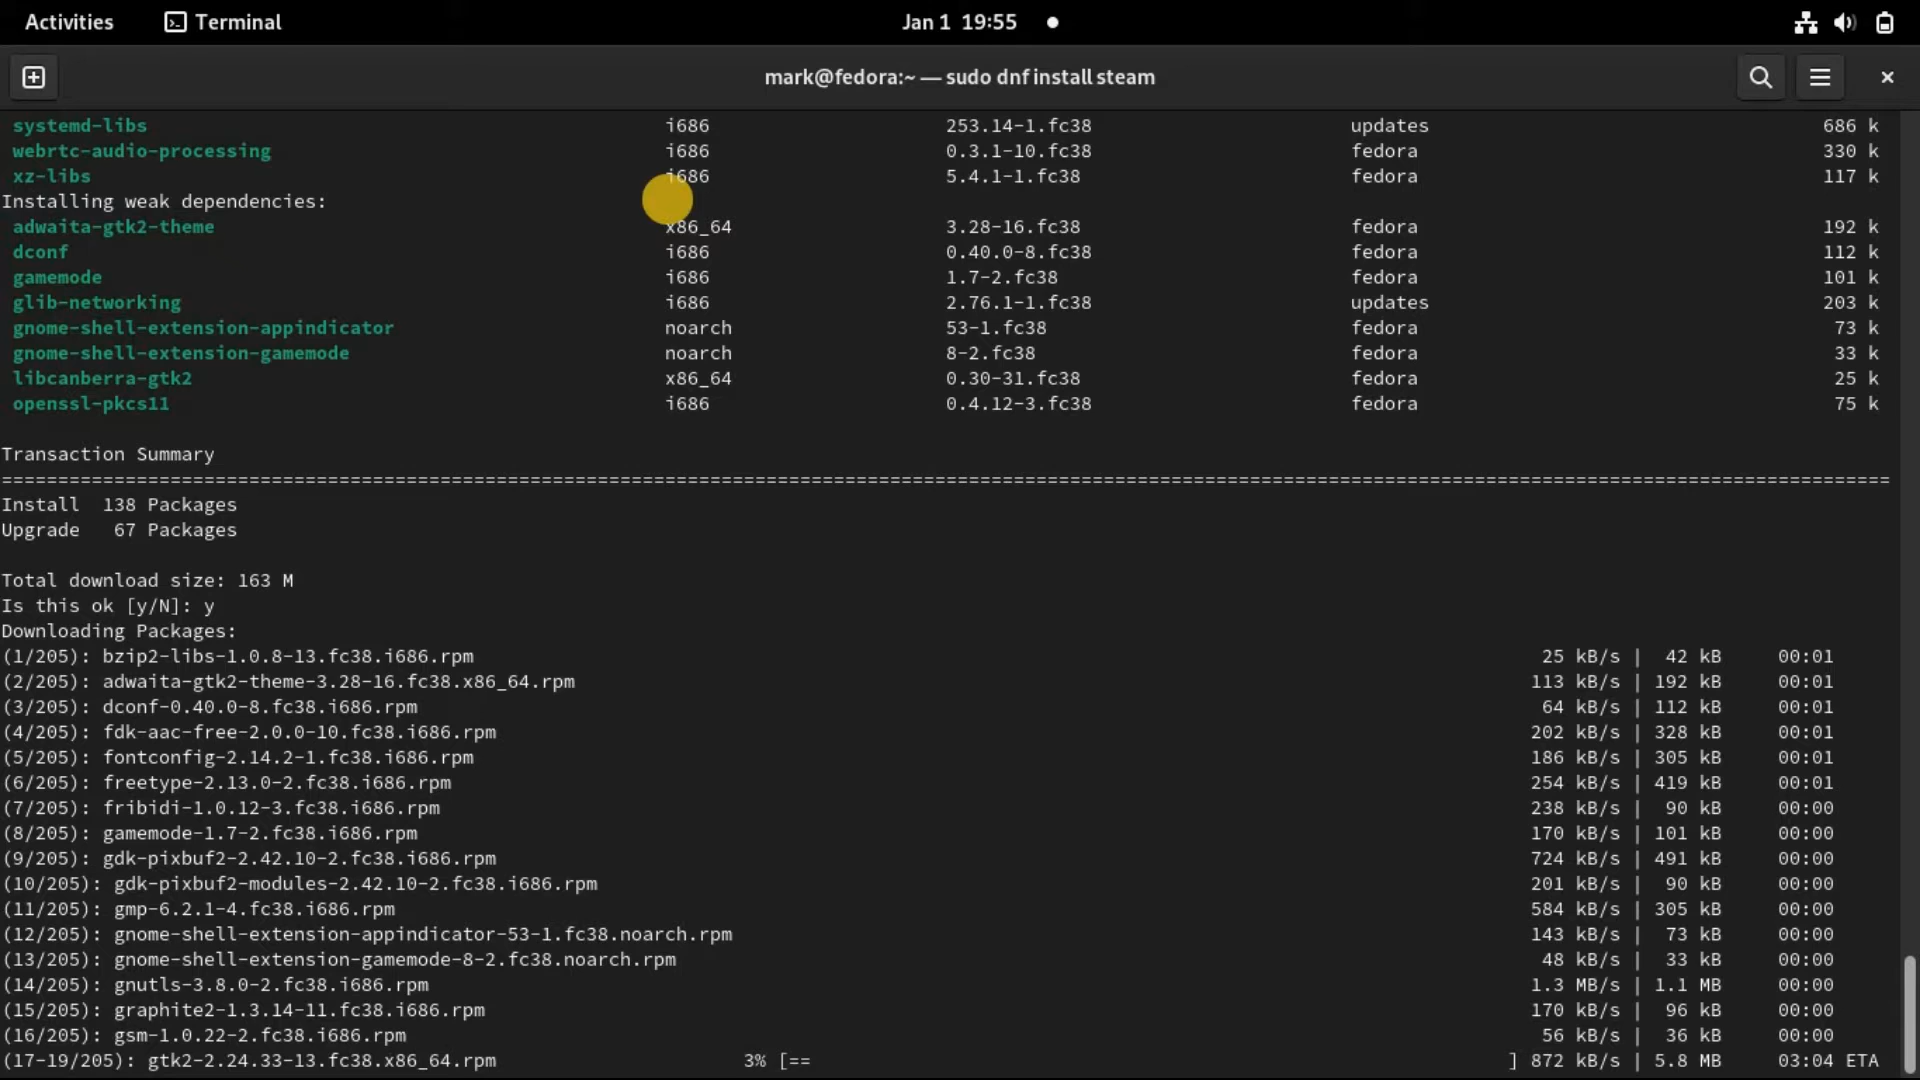 Activities Terminal Jan 1 19:55
mark@fedora:~ — sudo dnf install steam
systemd-libs i686 253.14-1.fc38 updates 686 k
webrtc-audio-processing i686 0.3.1-10.fc38 fedora 330 k
xz-libs i686 5.4.1-1.fc38 fedora 117 k
Installing weak dependencies:
adwaita-gtk2-theme x86_64 3.28-16.fc38 fedora 192 k
dconf i686 0.40.0-8.fc38 fedora 112 k
gamemode i686 1.7-2.fc38 fedora 101 k
glib-networking i686 2.76.1-1.fc38 updates 203 k
gnome-shell-extension-appindicator noarch 53-1.fc38 fedora 73 k
gnome-shell-extension-gamemode noarch 8-2.fc38 fedora 33 k
libcanberra-gtk2 x86_64 0.30-31.fc38 fedora 25 k
openssl-pkcs11 i686 0.4.12-3.fc38 fedora 75 k
Transaction Summary
================================================================================
Install 138 Packages
Upgrade 67 Packages
Total download size: 163 M
Is this ok [y/N]: y
Downloading Packages:
(1/205): bzip2-libs-1.0.8-13.fc38.i686.rpm 25 kB/s | 42 kB 00:01
(2/205): adwaita-gtk2-theme-3.28-16.fc38.x86_64.rpm 113 kB/s | 192 kB 00:01
(3/205): dconf-0.40.0-8.fc38.i686.rpm 64 kB/s | 112 kB 00:01
(4/205): fdk-aac-free-2.0.0-10.fc38.i686.rpm 202 kB/s | 328 kB 00:01
(5/205): fontconfig-2.14.2-1.fc38.i686.rpm 186 kB/s | 305 kB 00:01
(6/205): freetype-2.13.0-2.fc38.i686.rpm 254 kB/s | 419 kB 00:01
(7/205): fribidi-1.0.12-3.fc38.i686.rpm 238 kB/s | 90 kB 00:00
(8/205): gamemode-1.7-2.fc38.i686.rpm 170 kB/s | 101 kB 00:00
(9/205): gdk-pixbuf2-2.42.10-2.fc38.i686.rpm 724 kB/s | 491 kB 00:00
(10/205): gdk-pixbuf2-modules-2.42.10-2.fc38.i686.rpm 201 kB/s | 90 kB 00:00
(11/205): gmp-6.2.1-4.fc38.i686.rpm 584 kB/s | 305 kB 00:00
(12/205): gnome-shell-extension-appindicator-53-1.fc38.noarch.rpm 143 kB/s | 73 kB 00:00
(13/205): gnome-shell-extension-gamemode-8-2.fc38.noarch.rpm 48 kB/s | 33 kB 00:00
(14/205): gnutls-3.8.0-2.fc38.i686.rpm 1.3 MB/s | 1.1 MB 00:00
(15/205): graphite2-1.3.14-11.fc38.i686.rpm 170 kB/s | 96 kB 00:00
(16/205): gsm-1.0.22-2.fc38.i686.rpm 56 kB/s | 36 kB 00:00
(17-19/205): gtk2-2.24.33-13.fc38.x86_64.rpm 3% [== ] 872 kB/s | 5.8 MB 03:04 ETA